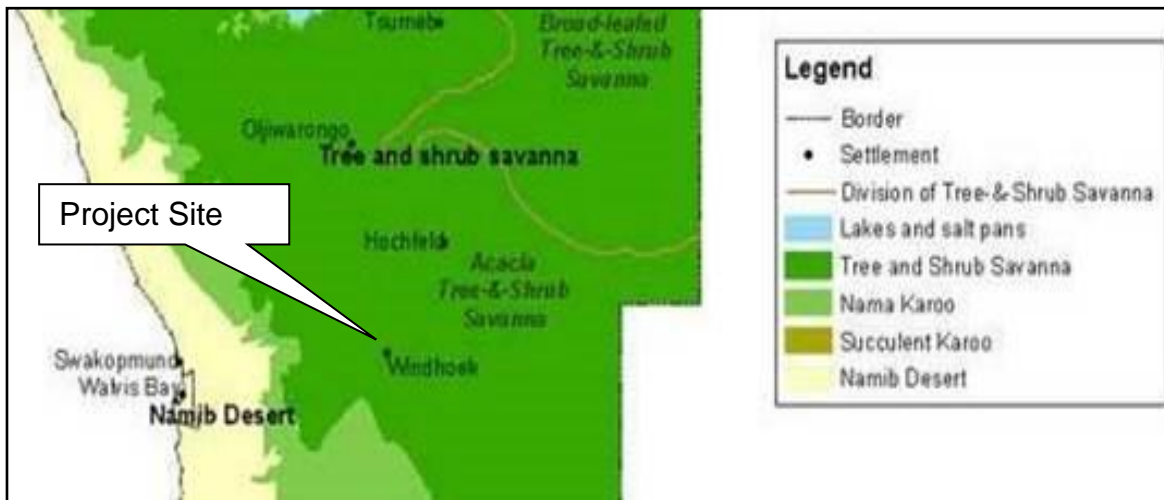 Tsumeb
Broad-leafed
Tree-&-Shrub
Savanna
Otjiwarongo
Tree and shrub savanna
Project Site
Hochfeld
Acacia
Tree-&-Shrub
Savanna
Windhoek
Swakopmund
Walvis Bay
Namib Desert
Legend
Border
Settlement
Division of Tree-&-Shrub Savanna
Lakes and salt pans
Tree and Shrub Savanna
Nama Karoo
Succulent Karoo
Namib Desert